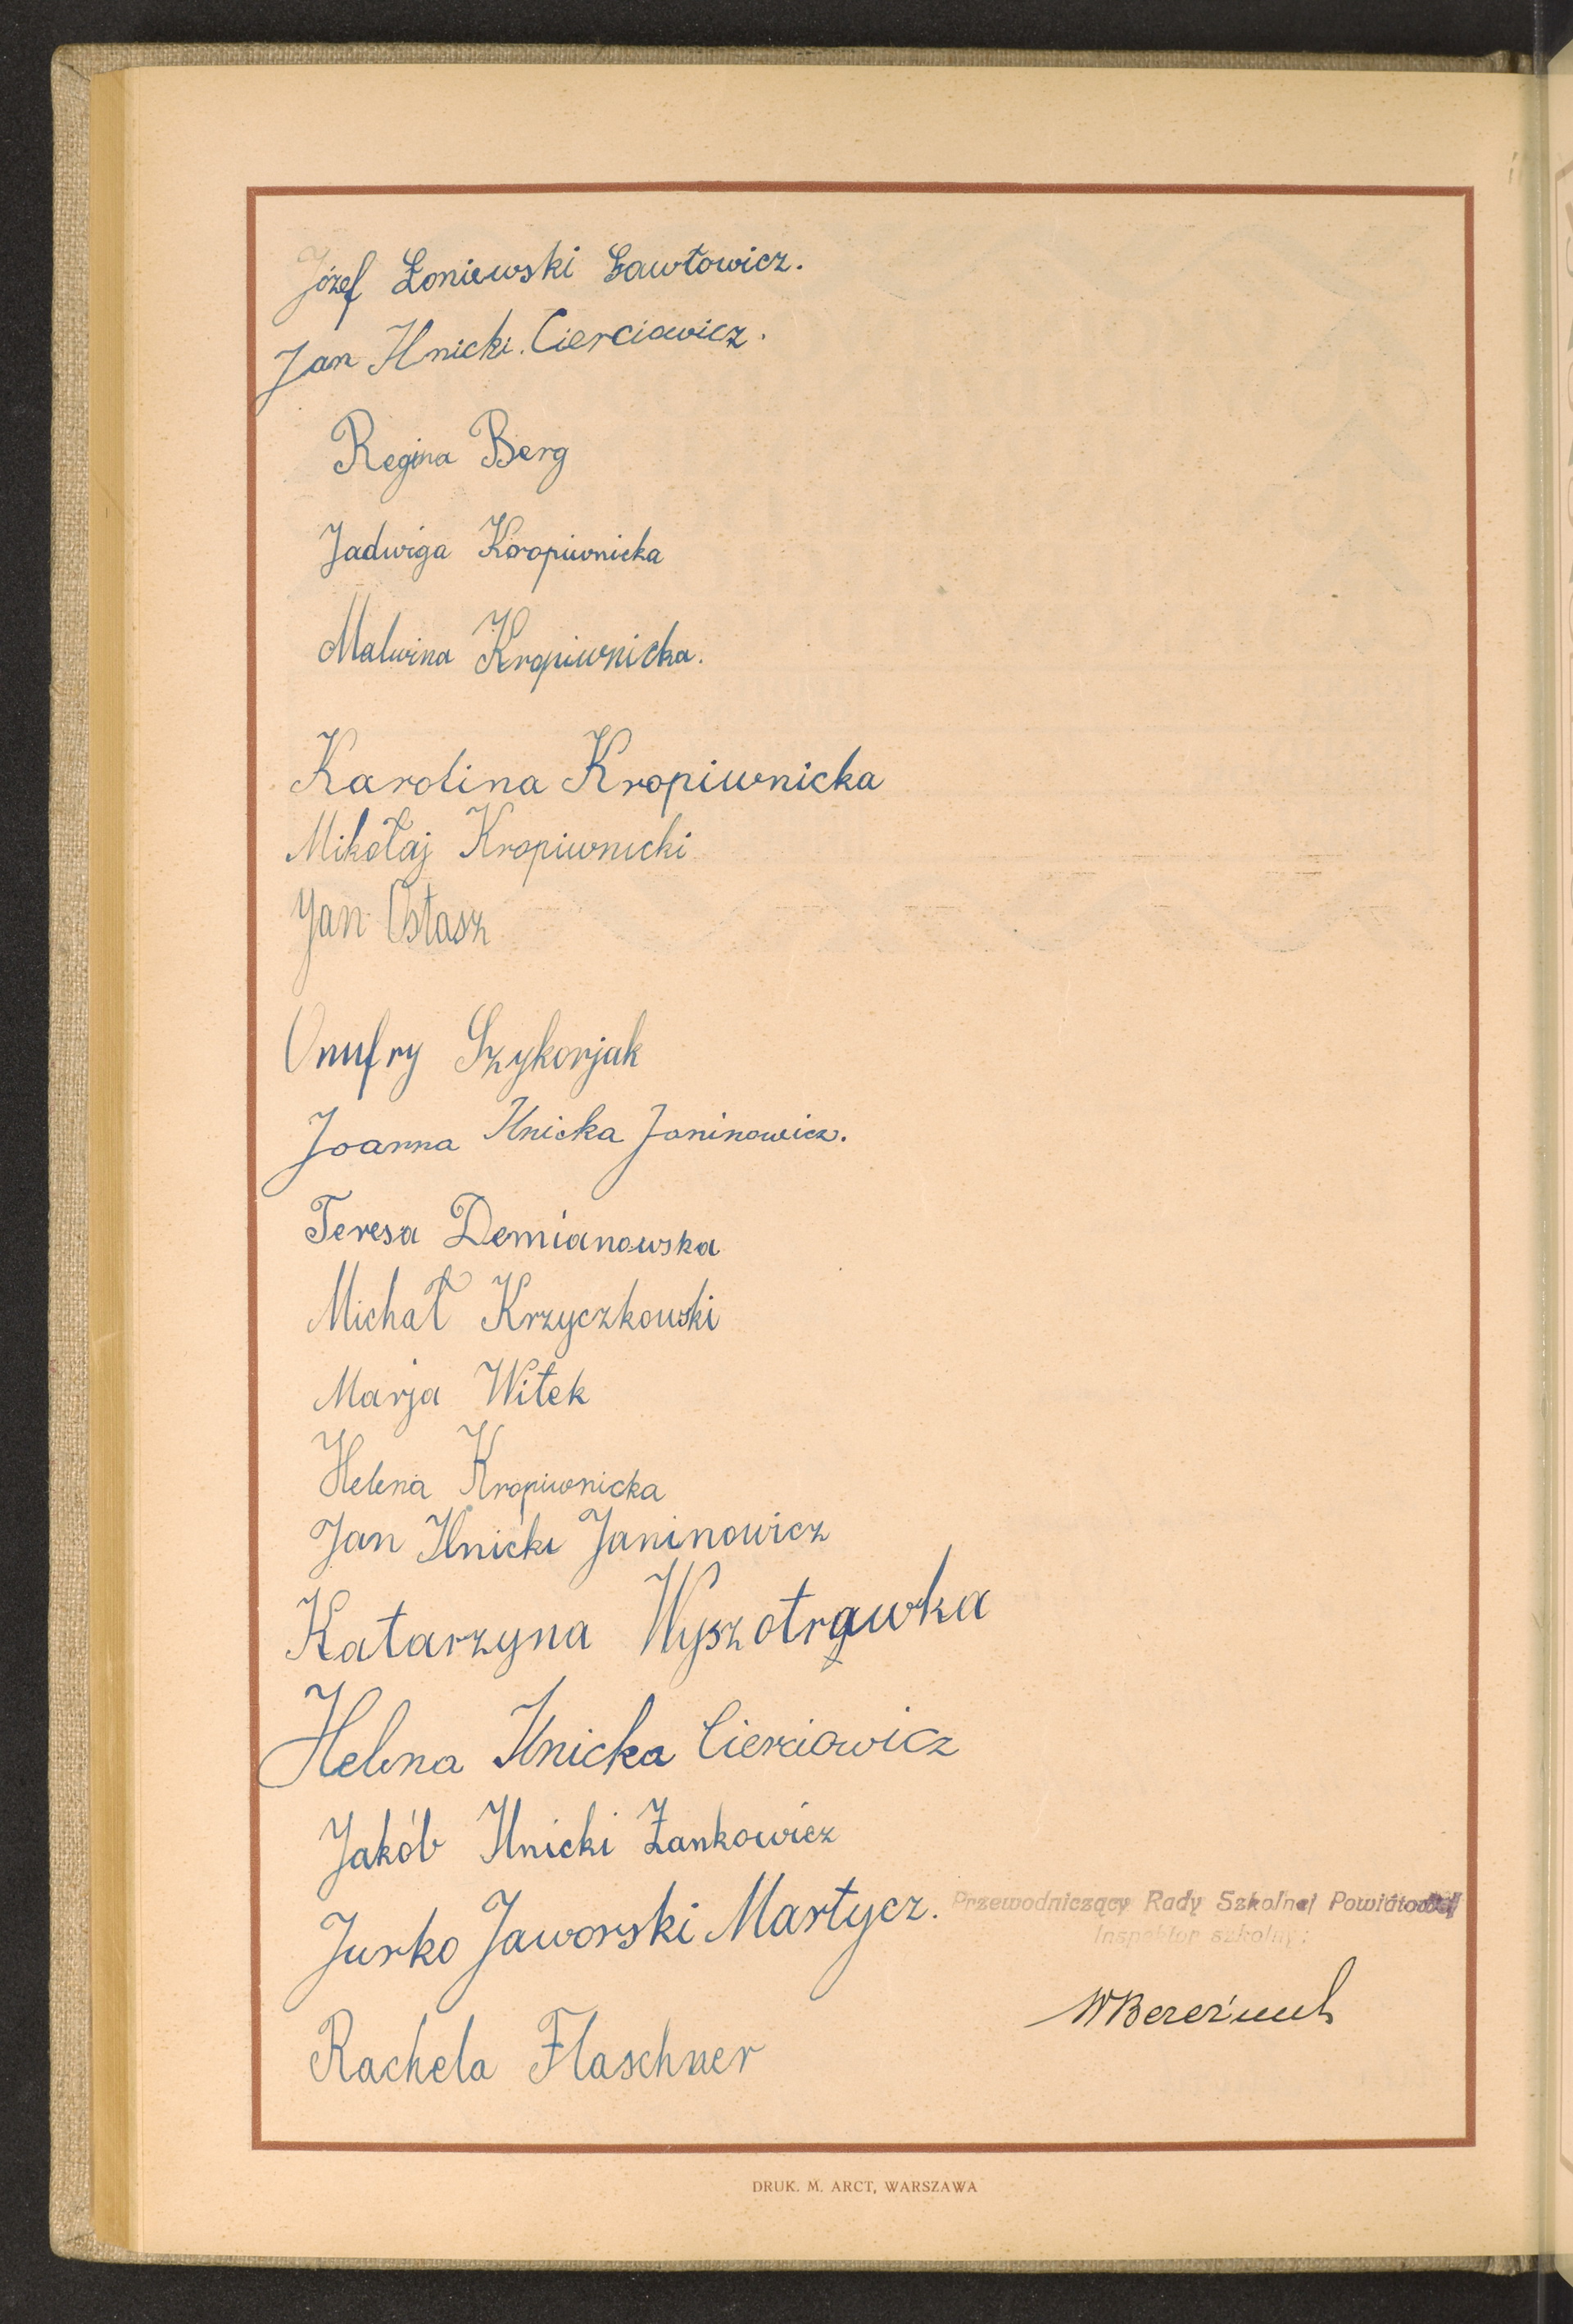 Józef Łoniewski Gawłowicz.
Jan Ilnicki. Cierciowicz.
Regina Berg
Jadwiga Kropiwnicka
Malwina Kropiwnicka.
Karolina Kropiwnicka
Mikołaj Kropiwnicki
Jan Ostasz
Onufry Szykorjak
Joanna Ilnicka Janinowicz.
Teresa Demianowska
Michał Krzyczkowski
Marja Witek
Helena Kropiwnicka
Jan Ilnicki Janinowicz
Katarzyna Wyszotrawka
Helena Ilnicka Cierciowicz
Jakób Ilnicki Zankowicz
Jurko Jaworski Martycz.
Przewodniczący Rady Szkolnej Powiatowej
Inspektor szkolny:
Rachela Flaschner
DRUK. M. ARCT, WARSZAWA